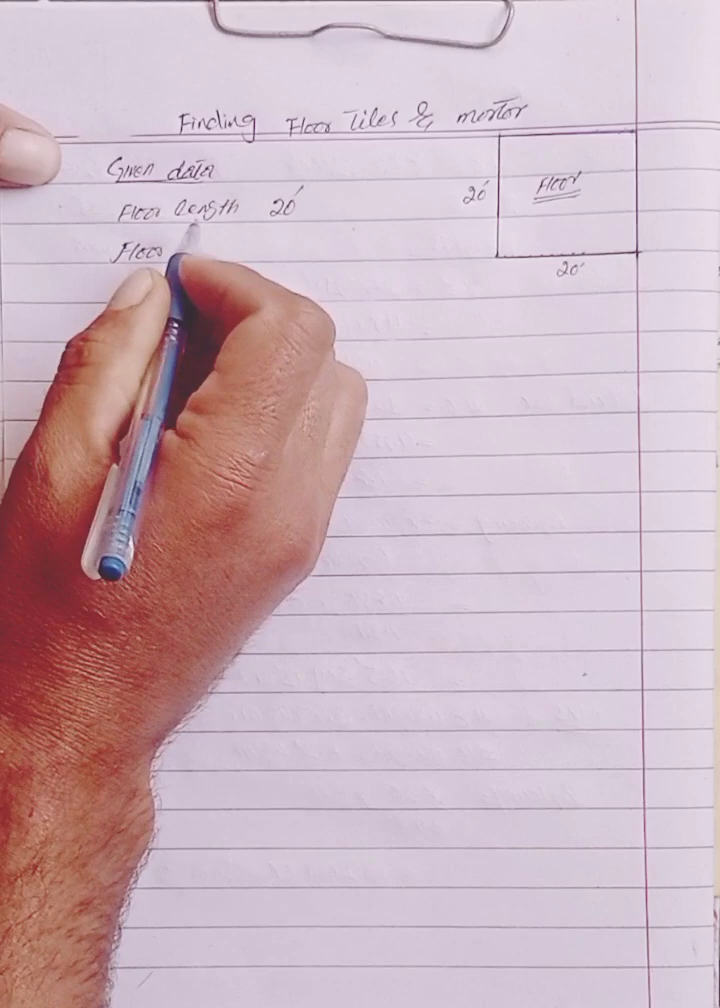 Finding Floor Tiles & mortor
Given data
Floor length 20'
Floor
20'
Floor
20'